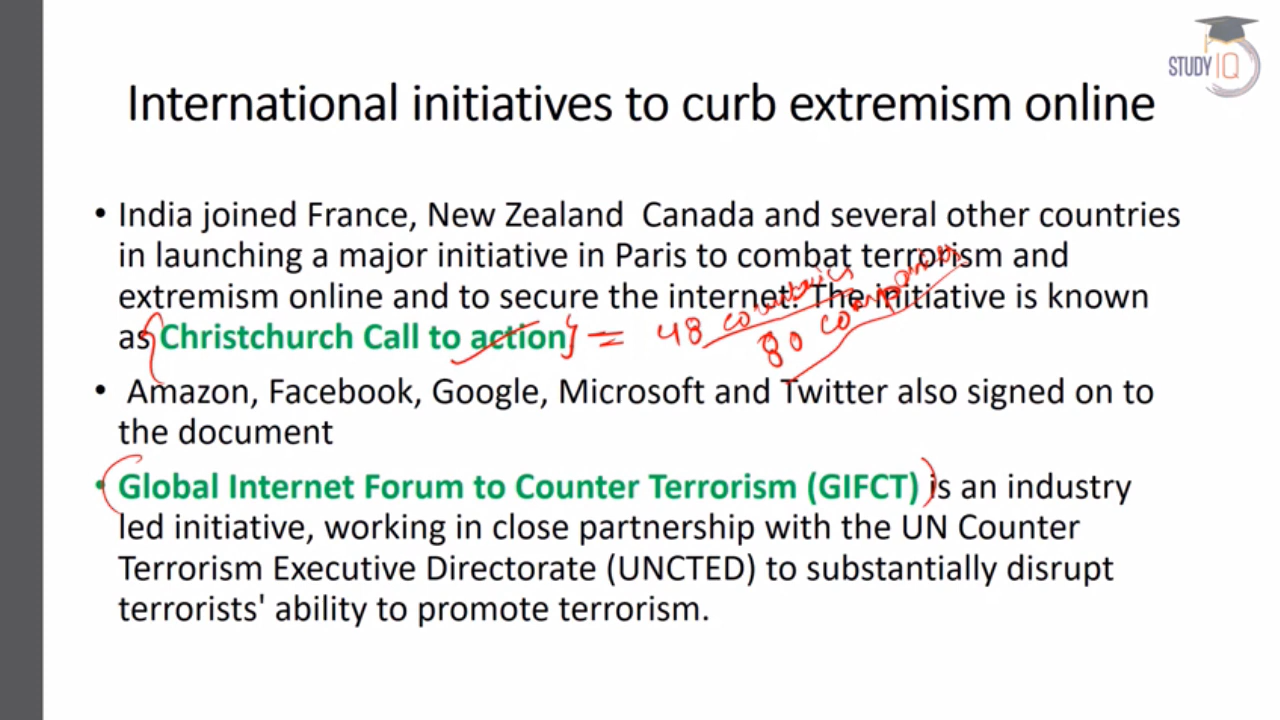 STUDY IQ
International initiatives to curb extremism online
• India joined France, New Zealand Canada and several other countries
in launching a major initiative in Paris to combat terrorism and
extremism online and to secure the internet. The initiative is known
as Christchurch Call to action = 48 countries
80 companies
• Amazon, Facebook, Google, Microsoft and Twitter also signed on to
the document
• Global Internet Forum to Counter Terrorism (GIFCT) is an industry
led initiative, working in close partnership with the UN Counter
Terrorism Executive Directorate (UNCTED) to substantially disrupt
terrorists' ability to promote terrorism.